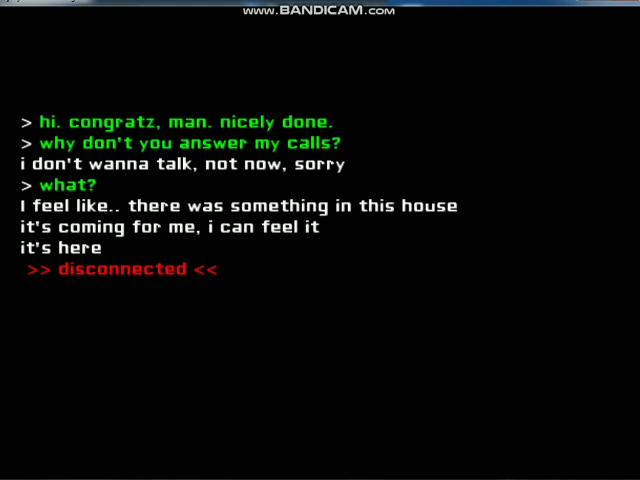 www.BANDICAM.com
> hi. congratz, man. nicely done.
> why don't you answer my calls?
i don't wanna talk, not now, sorry
> what?
I feel like.. there was something in this house
it's coming for me, i can feel it
it's here
>> disconnected <<